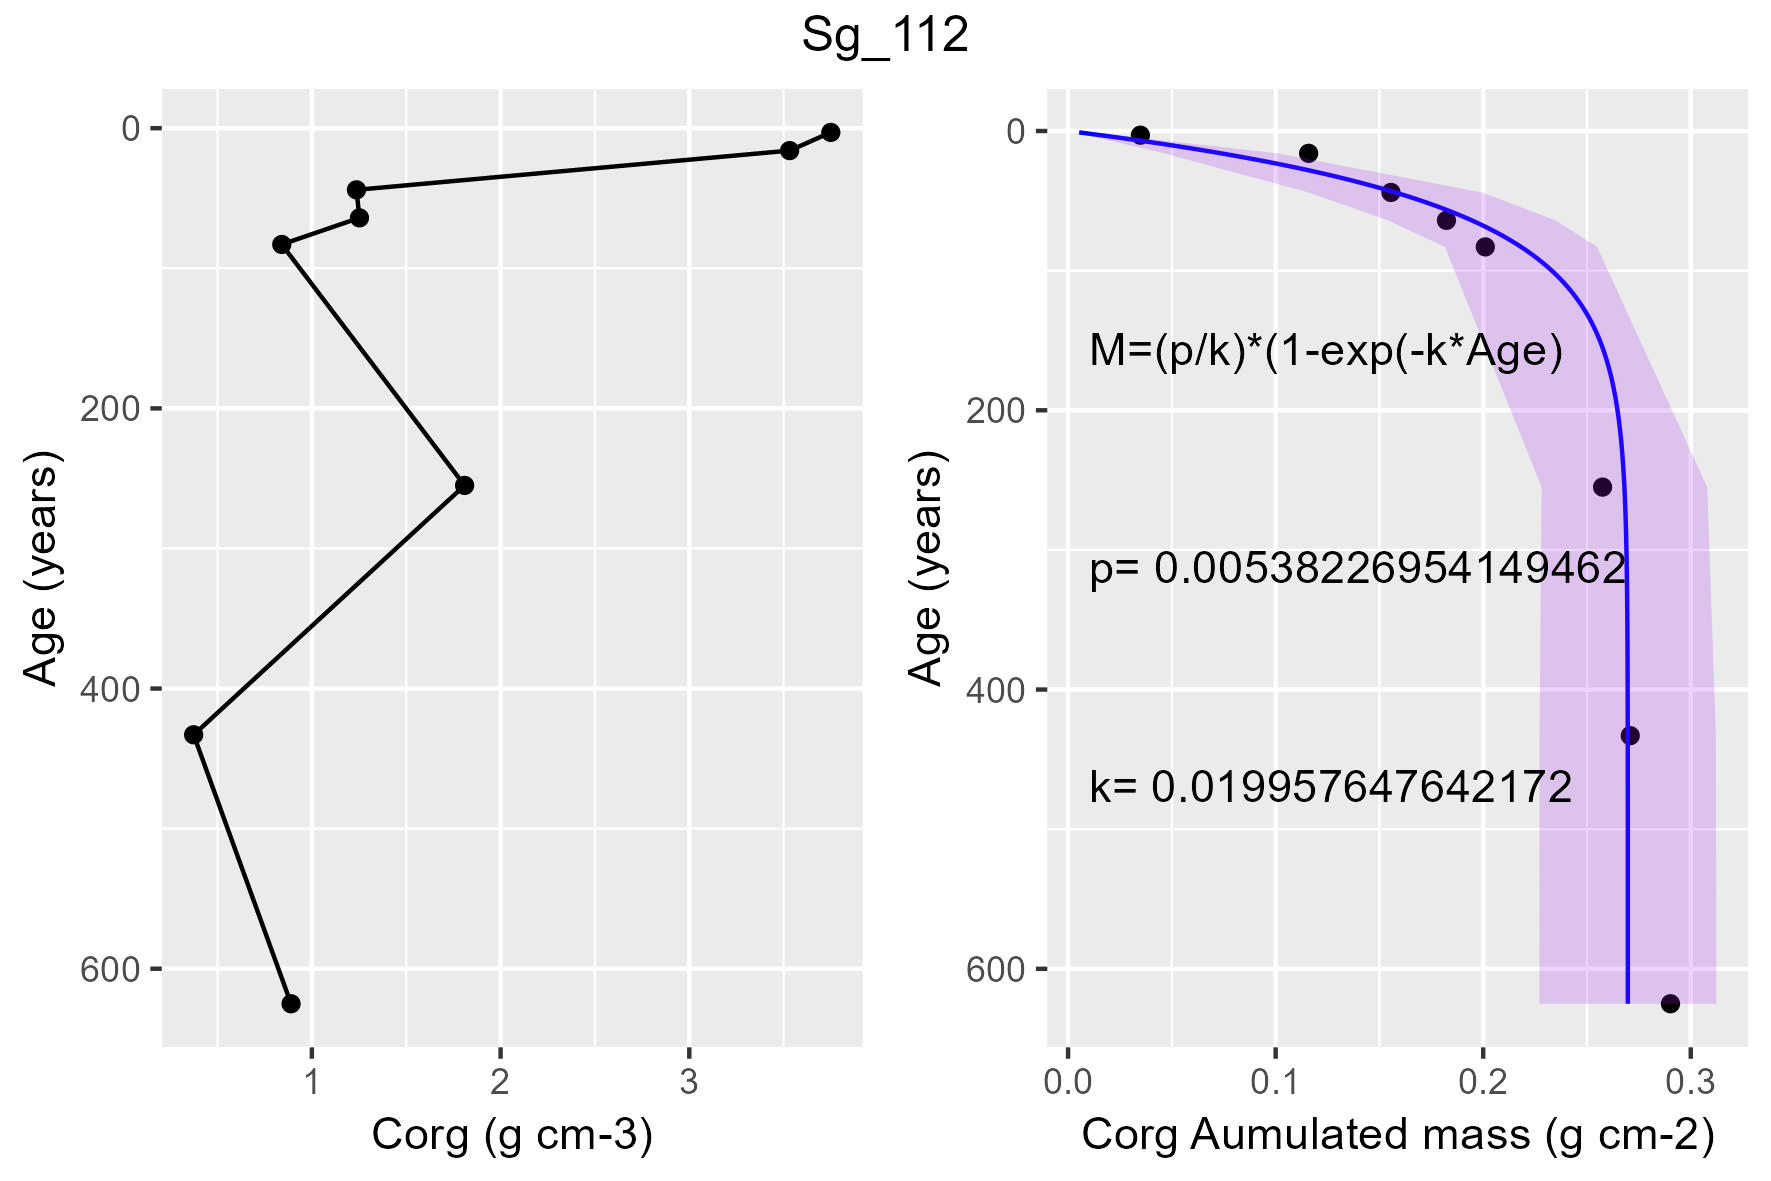 Sg_112
0
200
400
600
Age (years)
1
2
3
Corg (g cm-3)
0
200
400
600
Age (years)
M=(p/k)*(1-exp(-k*Age)
p= 0.00538226954149462
k= 0.019957647642172
0.0
0.1
0.2
0.3
Corg Aumulated mass (g cm-2)